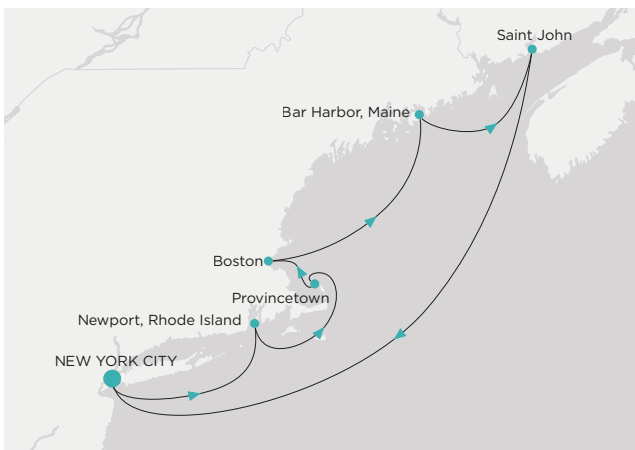 Saint John
Bar Harbor, Maine
Boston
Provincetown
Newport, Rhode Island
NEW YORK CITY